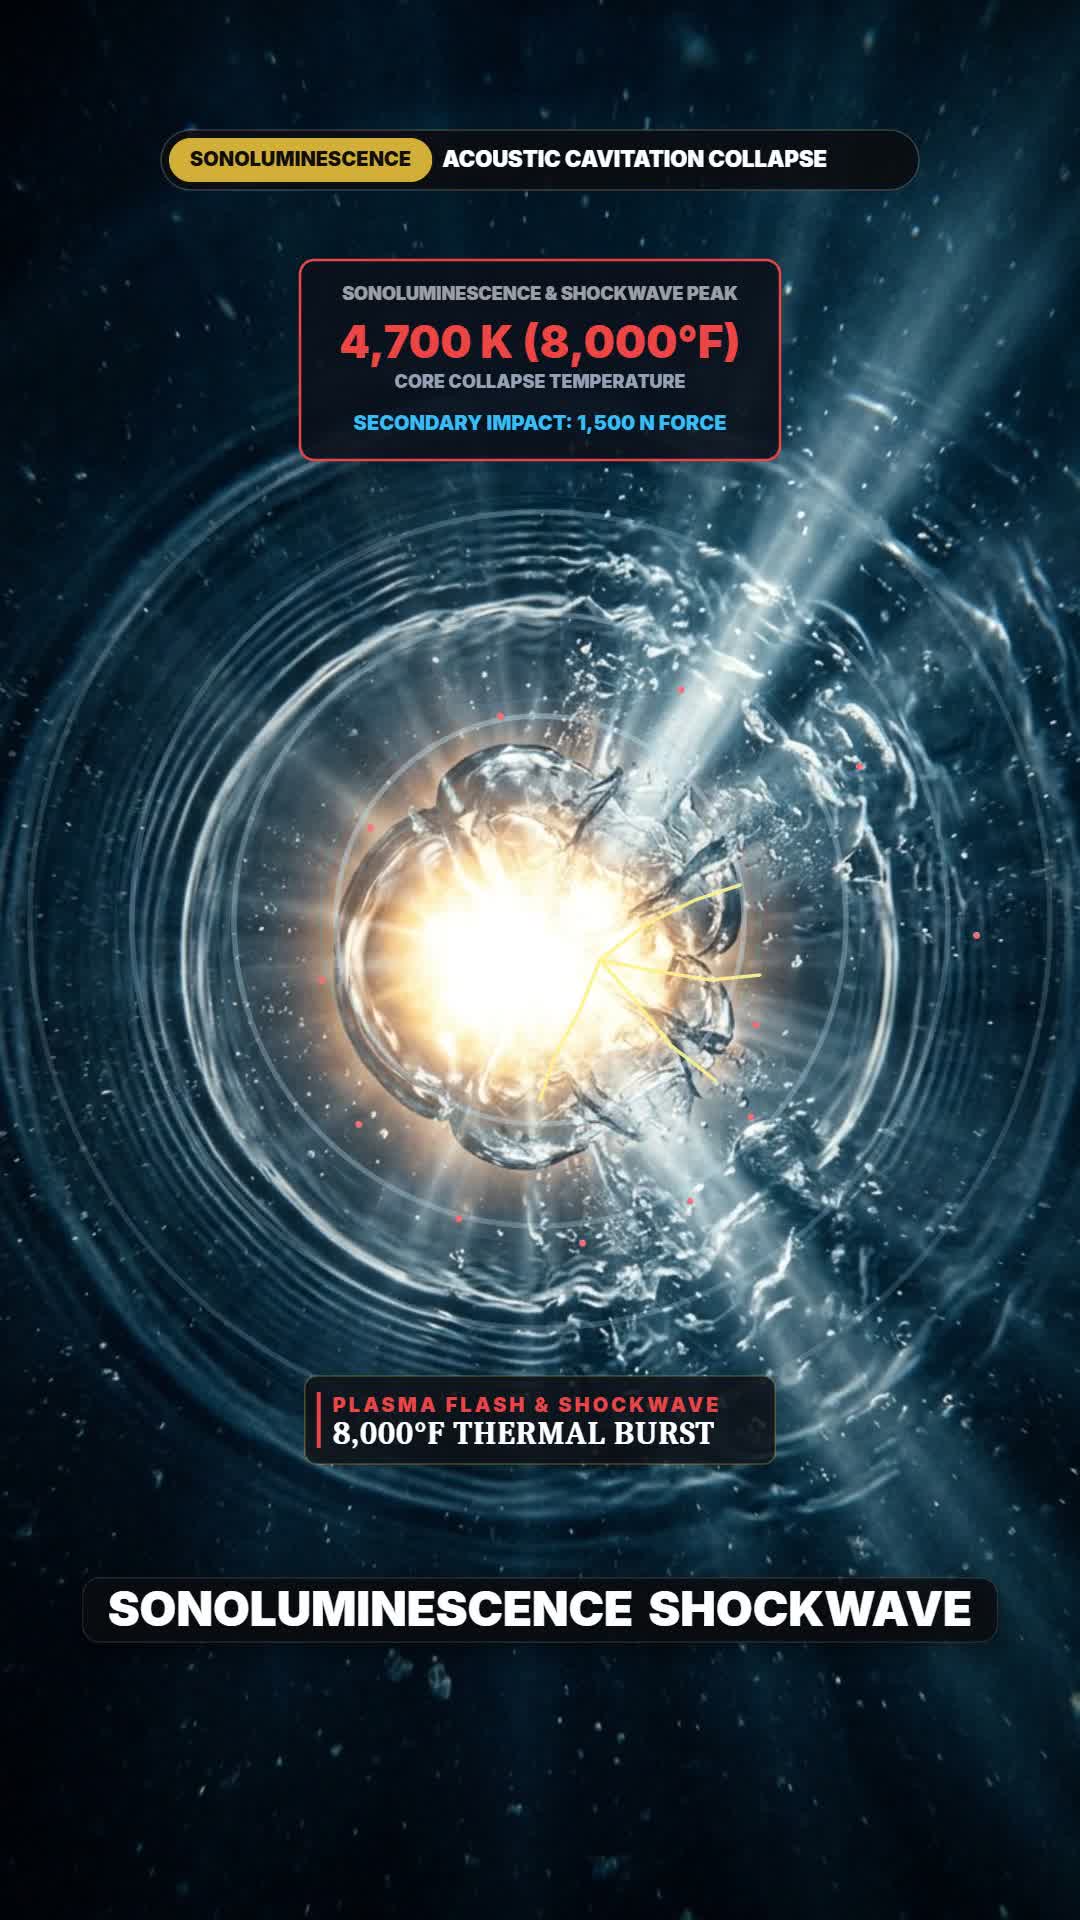 SONOLUMINESCENCE ACOUSTIC CAVITATION COLLAPSE
SONOLUMINESCENCE & SHOCKWAVE PEAK
4,700 K (8,000°F)
CORE COLLAPSE TEMPERATURE
SECONDARY IMPACT: 1,500 N FORCE
PLASMA FLASH & SHOCKWAVE
8,000°F THERMAL BURST
SONOLUMINESCENCE SHOCKWAVE